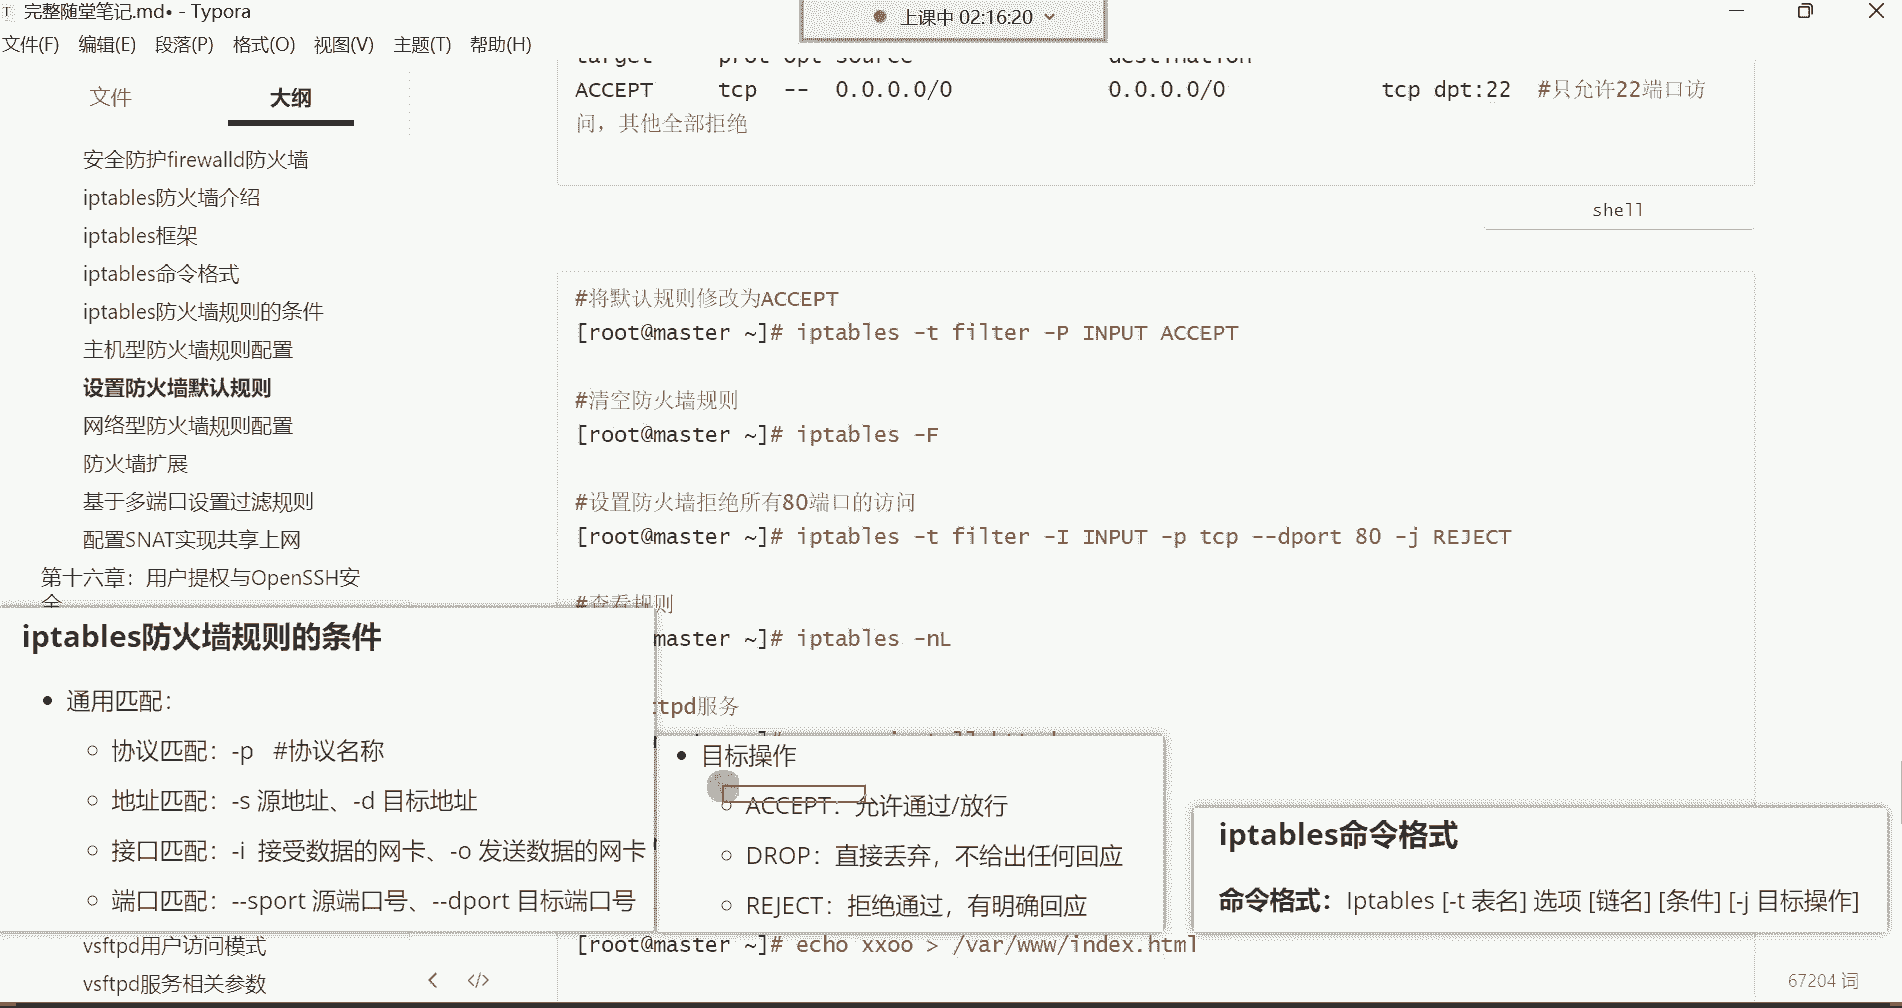 完整随堂笔记.md• - Typora
上课中 02:16:20
文件(F) 编辑(E) 段落(P) 格式(O) 视图(V) 主题(T) 帮助(H)
文件 大纲
安全防护firewalld防火墙
iptables防火墙介绍
iptables框架
iptables命令格式
iptables防火墙规则的条件
主机型防火墙规则配置
设置防火墙默认规则
网络型防火墙规则配置
防火墙扩展
基于多端口设置过滤规则
配置SNAT实现共享上网
第十六章：用户提权与OpenSSH安
全
target prot opt source destination
ACCEPT tcp -- 0.0.0.0/0 0.0.0.0/0 tcp dpt:22 #只允许22端口访
问，其他全部拒绝
shell
#将默认规则修改为ACCEPT
[root@master ~]# iptables -t filter -P INPUT ACCEPT
#清空防火墙规则
[root@master ~]# iptables -F
#设置防火墙拒绝所有80端口的访问
[root@master ~]# iptables -t filter -I INPUT -p tcp --dport 80 -j REJECT
#查看规则
master ~]# iptables -nL
tpd服务
iptables防火墙规则的条件
• 通用匹配：
○ 协议匹配：-p #协议名称
○ 地址匹配：-s 源地址、-d 目标地址
○ 接口匹配：-i 接受数据的网卡、-o 发送数据的网卡
○ 端口匹配：--sport 源端口号、--dport 目标端口号
• 目标操作
○ ACCEPT：允许通过/放行
○ DROP：直接丢弃，不给出任何回应
○ REJECT：拒绝通过，有明确回应
iptables命令格式
命令格式：Iptables [-t 表名] 选项 [链名] [条件] [-j 目标操作]
[root@master ~]# echo xxoo > /var/www/index.html
vsftpd用户访问模式
vsftpd服务相关参数
67204 词